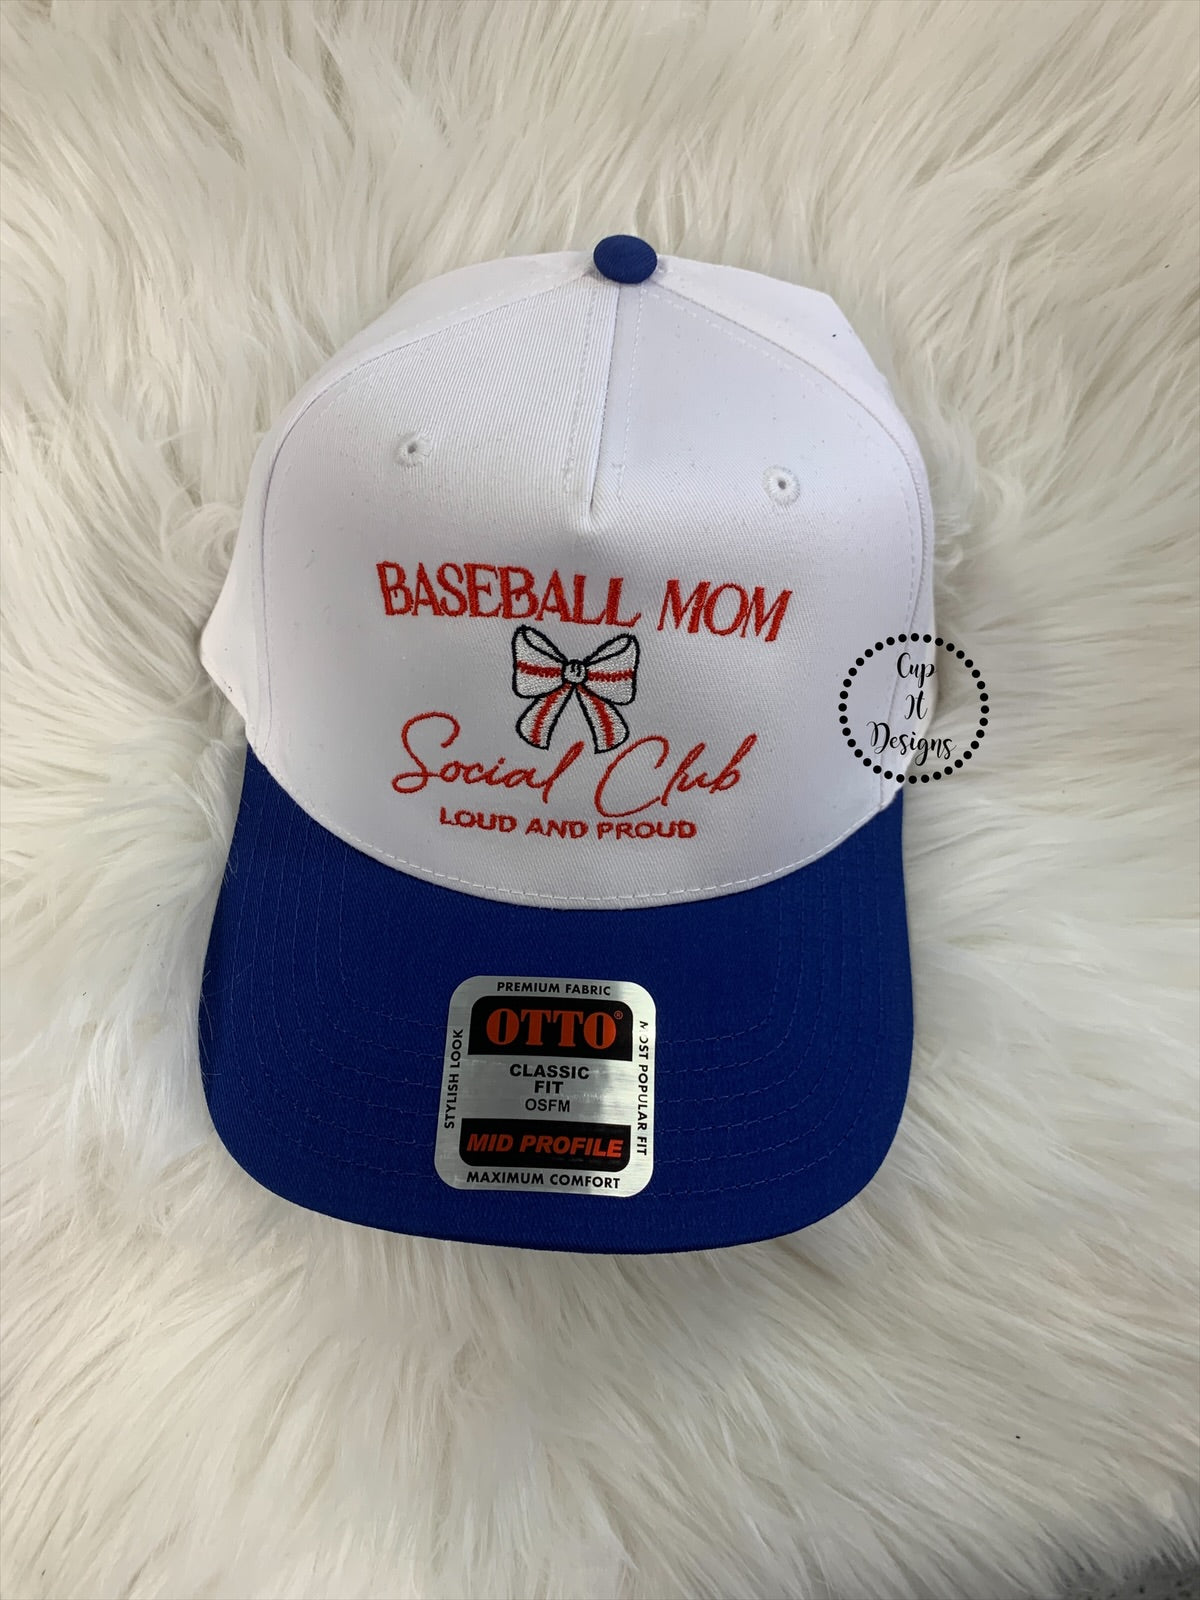 BASEBALL MOM
Social Club
LOUD AND PROUD
Cup
It
Designs
PREMIUM FABRIC
OTTO®
STYLISH LOOK
MOST POPULAR FIT
CLASSIC
FIT
OSFM
MID PROFILE
MAXIMUM COMFORT